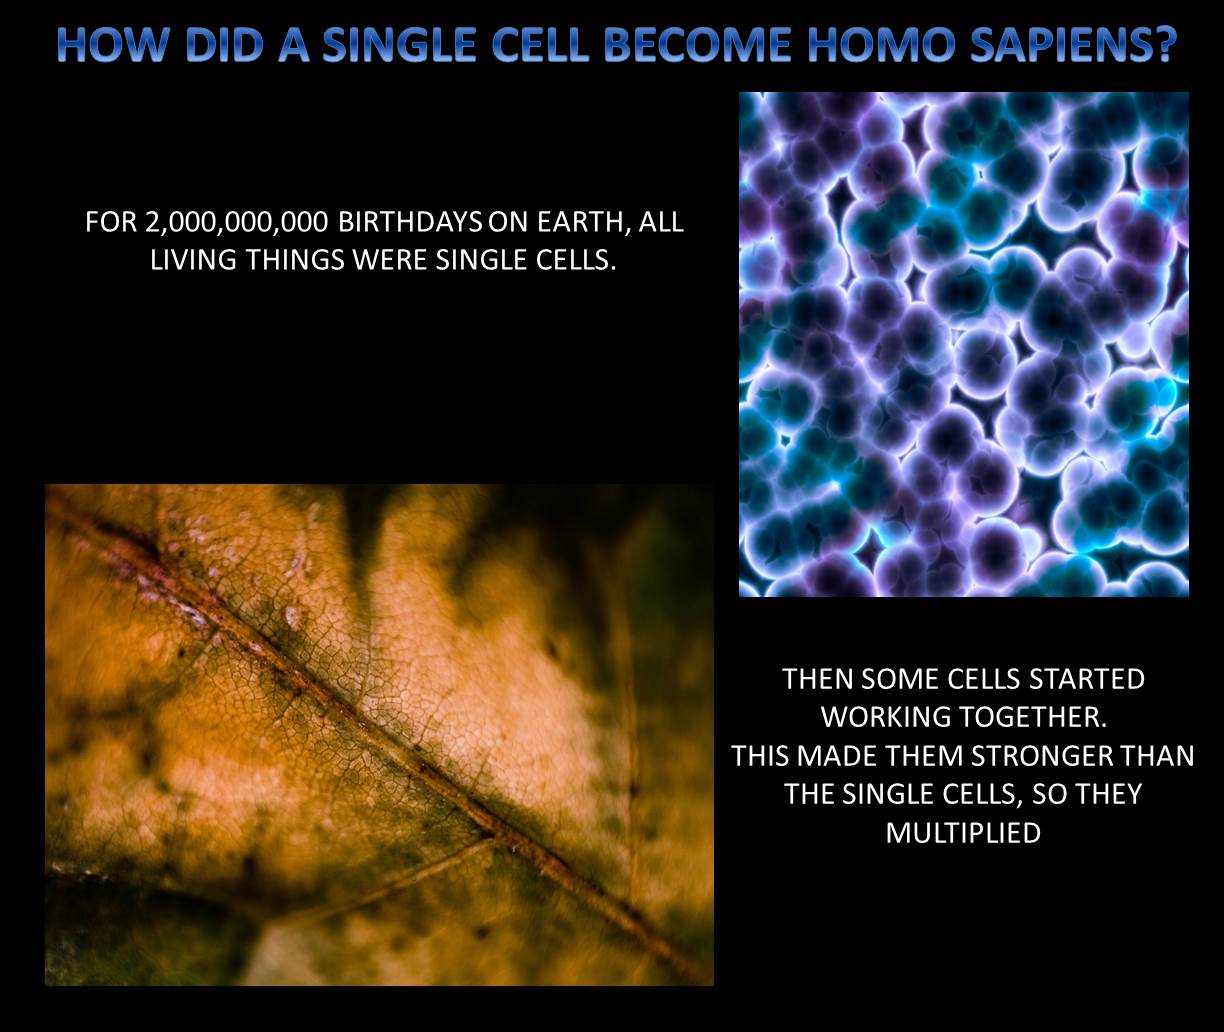 HOW DID A SINGLE CELL BECOME HOMO SAPIENS?
FOR 2,000,000,000 BIRTHDAYS ON EARTH, ALL
LIVING THINGS WERE SINGLE CELLS.
THEN SOME CELLS STARTED
WORKING TOGETHER.
THIS MADE THEM STRONGER THAN
THE SINGLE CELLS, SO THEY
MULTIPLIED